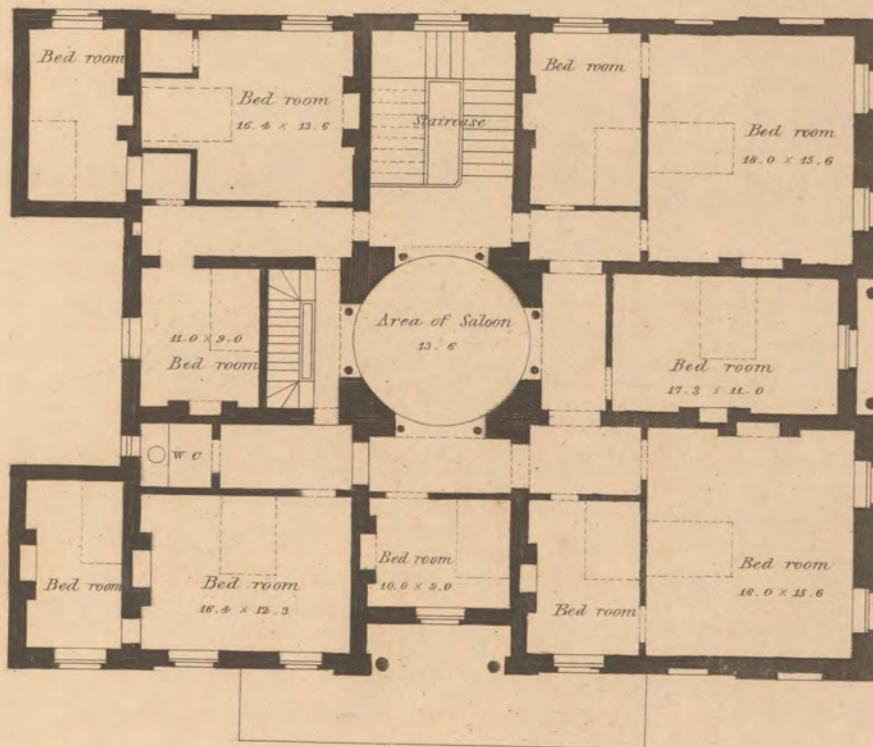 Bed room
Bed room
16.4 × 13.6
Staircase
Bed room
Bed room
18.0 × 15.6
11.0 × 9.0
Bed room
Area of Saloon
13.6
Bed room
17.3 × 11.0
W C
Bed room
Bed room
16.4 × 12.3
Bed room
10.0 × 9.0
Bed room
Bed room
18.0 × 15.6